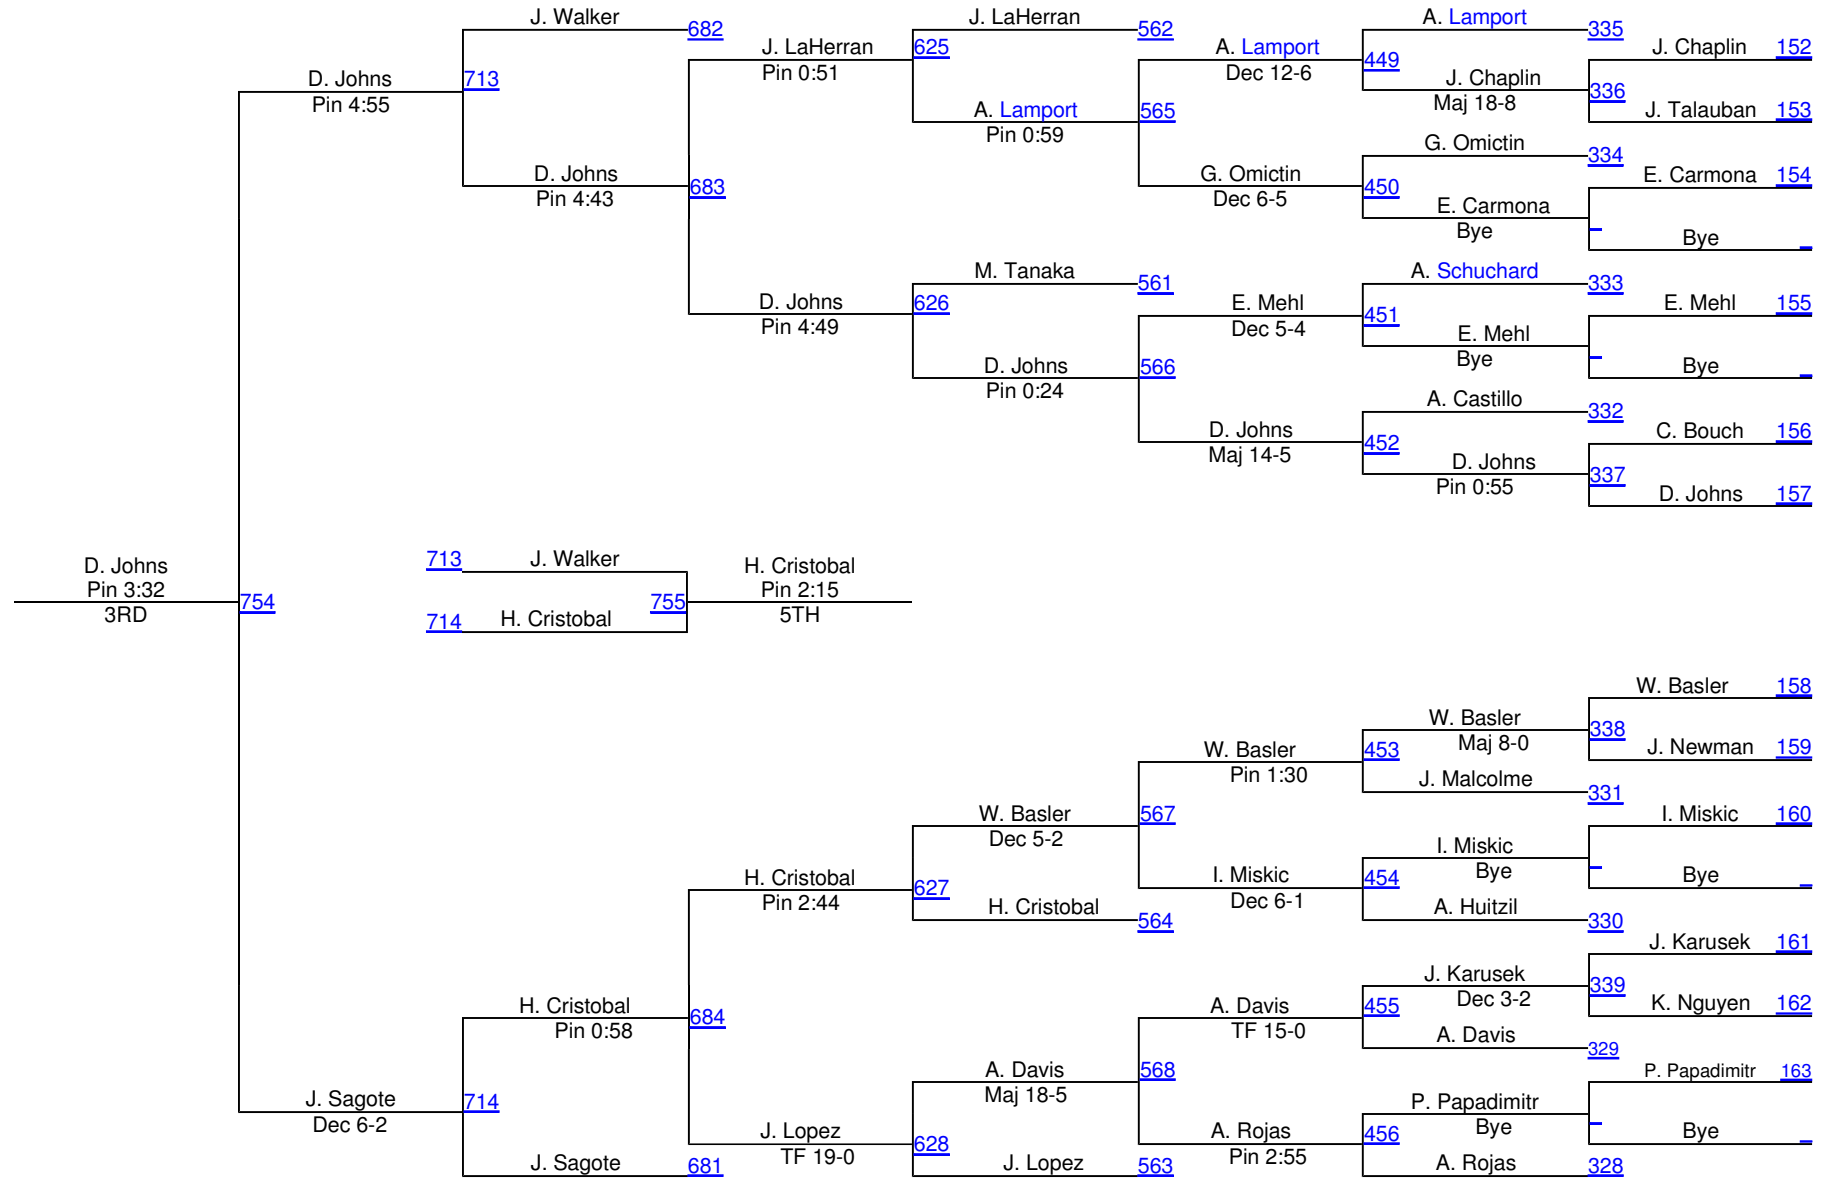 J. Walker
682
J. LaHerran
562
A. Lamport
335
J. Chaplin 152
J. LaHerran
Pin 0:51
625
A. Lamport
Dec 12-6
449
J. Chaplin
Maj 18-8
336
D. Johns
Pin 4:55
713
A. Lamport
Pin 0:59
565
J. Talauban 153
G. Omictin
334
D. Johns
Pin 4:43
683
G. Omictin
Dec 6-5
450
E. Carmona 154
E. Carmona
Bye
Bye
M. Tanaka
561
A. Schuchard
333
D. Johns
Pin 4:49
626
E. Mehl
Dec 5-4
451
E. Mehl 155
E. Mehl
Bye
D. Johns
Pin 0:24
566
Bye
A. Castillo
332
D. Johns
Maj 14-5
452
C. Bouch 156
D. Johns
Pin 0:55
337
D. Johns 157
D. Johns
Pin 3:32
3RD
754
713 J. Walker
714 H. Cristobal
755
H. Cristobal
Pin 2:15
5TH
W. Basler 158
W. Basler
Maj 8-0
338
J. Newman 159
W. Basler
Pin 1:30
453
J. Malcolme
331
W. Basler
Dec 5-2
567
I. Miskic 160
I. Miskic
Bye
H. Cristobal
Pin 2:44
627
I. Miskic
Dec 6-1
454
Bye
H. Cristobal
564
A. Huitzil
330
J. Karusek 161
J. Karusek
Dec 3-2
339
H. Cristobal
Pin 0:58
684
A. Davis
TF 15-0
455
K. Nguyen 162
A. Davis
329
A. Davis
Maj 18-5
568
P. Papadimitr 163
J. Sagote
Dec 6-2
714
P. Papadimitr
Bye
J. Lopez
TF 19-0
628
A. Rojas
Pin 2:55
456
Bye
J. Sagote
681
J. Lopez
563
A. Rojas
328